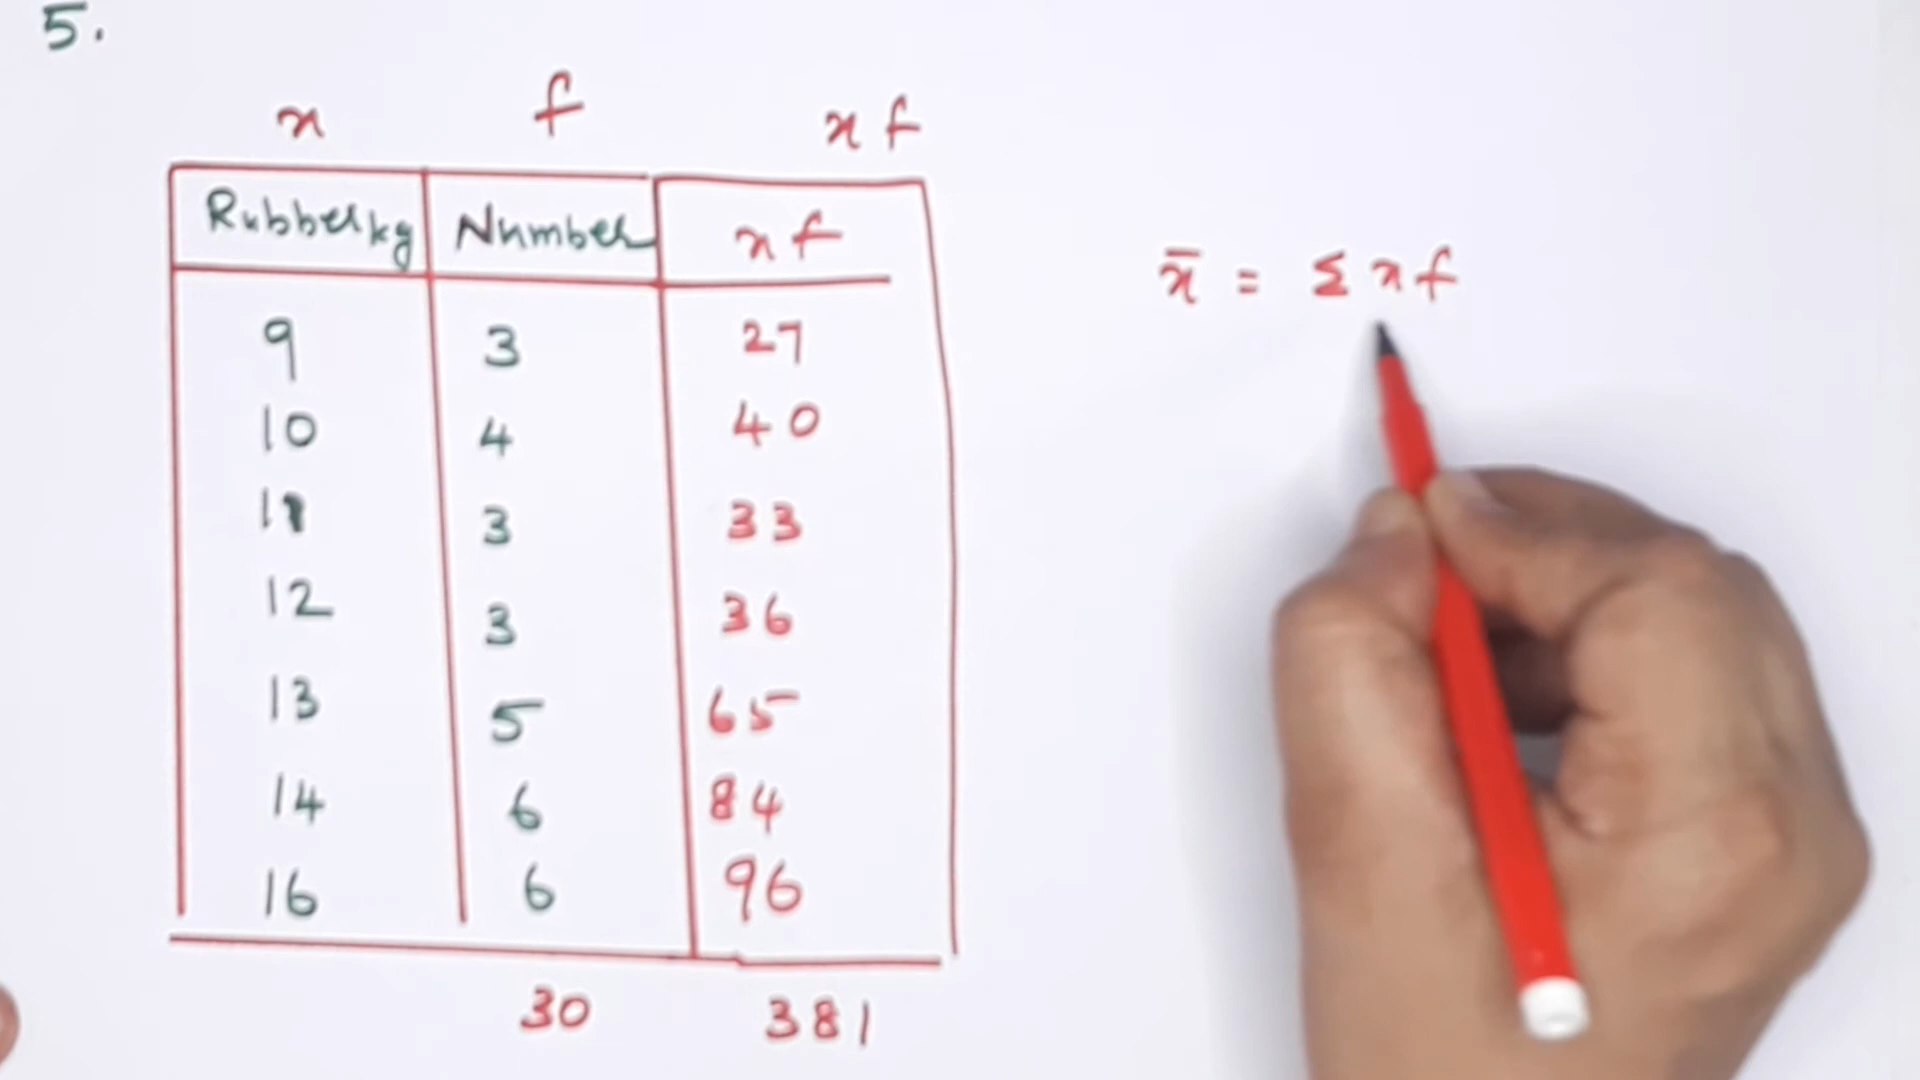 5.
x f xf
Rubber kg Number xf
9 3 27
10 4 40
11 3 33
12 3 36
13 5 65
14 6 84
16 6 96
30 381
x̄ = Σ xf